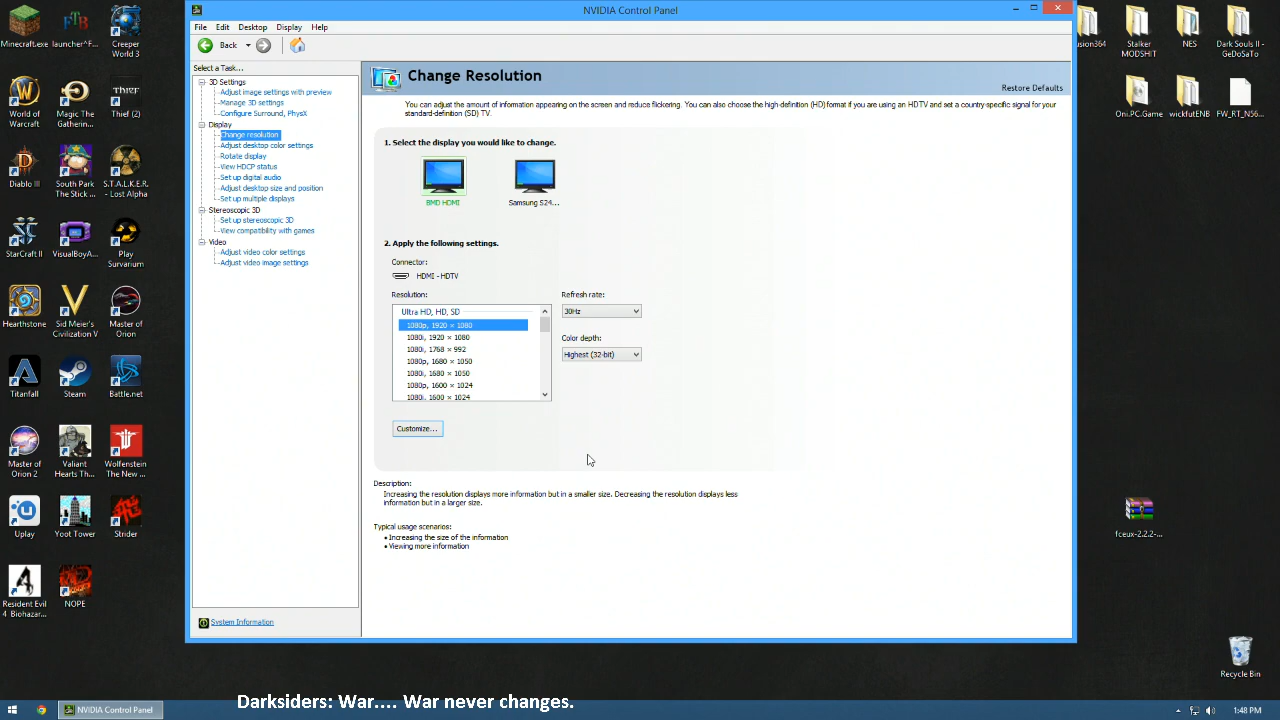 NVIDIA Control Panel
File Edit Desktop Display Help
Back
Select a Task...
3D Settings
Adjust image settings with preview
Manage 3D settings
Configure Surround, PhysX
Display
Change resolution
Adjust desktop color settings
Rotate display
View HDCP status
Set up digital audio
Adjust desktop size and position
Set up multiple displays
Stereoscopic 3D
Set up stereoscopic 3D
View compatibility with games
Video
Adjust video color settings
Adjust video image settings
System Information
Change Resolution
Restore Defaults
You can adjust the amount of information appearing on the screen and reduce flickering. You can also choose the high-definition (HD) format if you are using an HDTV and set a country-specific signal for your
standard-definition (SD) TV.
1. Select the display you would like to change.
BMD HDMI
Samsung S24...
2. Apply the following settings.
Connector:
HDMI - HDTV
Resolution:
Ultra HD, HD, SD
1080p, 1920 × 1080
1080i, 1920 × 1080
1080i, 1768 × 992
1080p, 1680 × 1050
1080i, 1680 × 1050
1080p, 1600 × 1024
1080i, 1600 × 1024
Refresh rate:
30Hz
Color depth:
Highest (32-bit)
Customize...
Description:
Increasing the resolution displays more information but in a smaller size. Decreasing the resolution displays less
information but in a larger size.
Typical usage scenarios:
• Increasing the size of the information
• Viewing more information
Minecraft.exe
launcher^F...
Creeper
World 3
World of
Warcraft
Magic The
Gatherin...
THIEF
Thief (2)
Diablo III
South Park
The Stick ...
S.T.A.L.K.E.R.
- Lost Alpha
StarCraft II
VisualBoyA...
Play
Survarium
Hearthstone
Sid Meier's
Civilization V
Master of
Orion
Titanfall
Steam
Battle.net
Master of
Orion 2
Valiant
Hearts Th...
Wolfenstein
The New ...
Uplay
Yoot Tower
Strider
Resident Evil
4 Biohazar...
NOPE
usion364
Stalker
MODSHIT
NES
Dark Souls II -
GeDoSaTo
Oni.PC.Game
wickfutENB
FW_RT_N56...
fceux-2.2.2-...
Recycle Bin
NVIDIA Control Panel
Darksiders: War.... War never changes.
1:48 PM